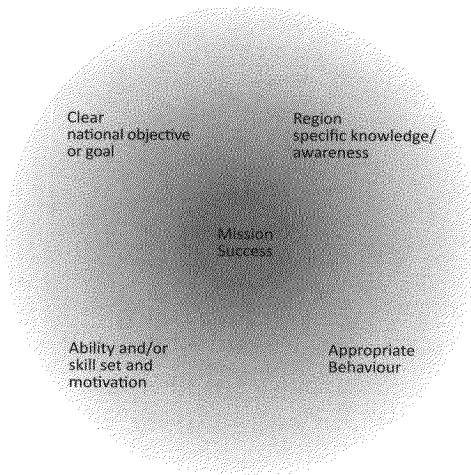 Clear
national objective
or goal
Region
specific knowledge/
awareness
Mission
Success
Ability and/or
skill set and
motivation
Appropriate
Behaviour